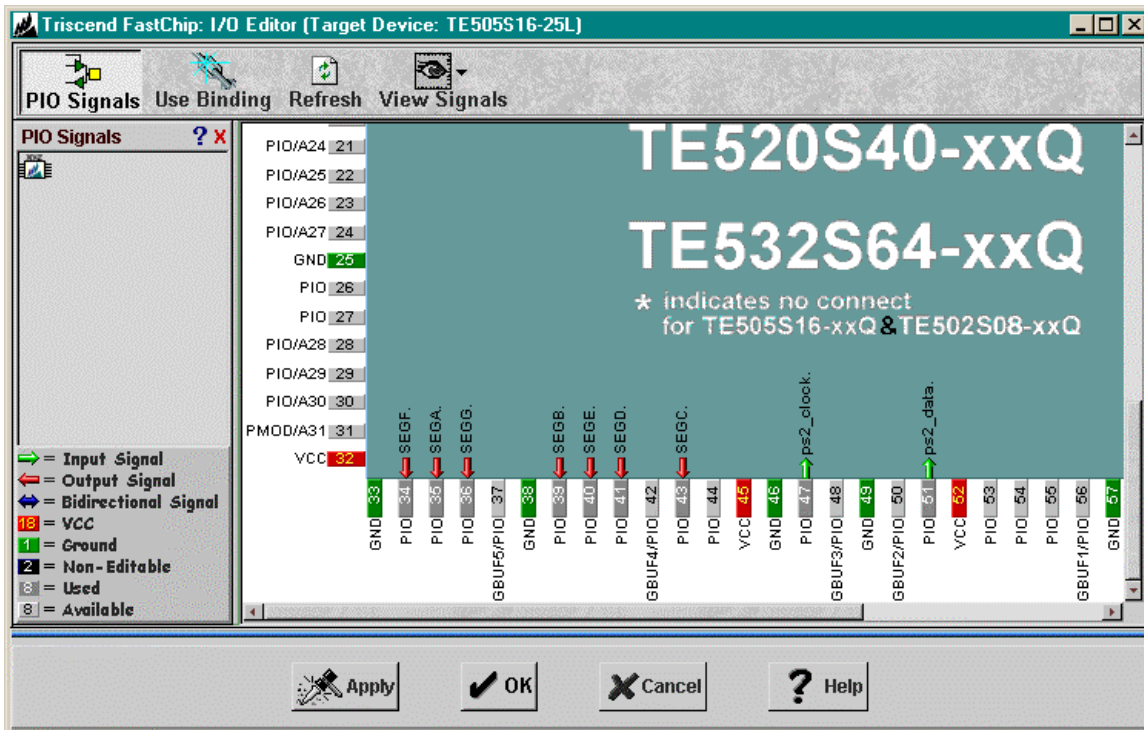 Triscend FastChip: I/O Editor (Target Device: TE505S16-25L)
PIO Signals Use Binding Refresh View Signals
PIO Signals ? X
PIO/A24 21
PIO/A25 22
PIO/A26 23
PIO/A27 24
GND 25
PIO 26
PIO 27
PIO/A28 28
PIO/A29 29
PIO/A30 30
PMOD/A31 31
VCC 32
TE520S40-xxQ
TE532S64-xxQ
* indicates no connect
for TE505S16-xxQ&TE502S08-xxQ
SEGF. SEGA. SEGG. SEGB. SEGE. SEGD. SEGC. ps2_clock. ps2_data.
33 34 35 36 37 38 39 40 41 42 43 44 45 46 47 48 49 50 51 52 53 54 55 56 57
GND PIO PIO PIO GBUF5/PIO GND PIO PIO PIO GBUF4/PIO PIO PIO VCC GND PIO GBUF3/PIO GND GBUF2/PIO PIO VCC PIO PIO PIO GBUF1/PIO GND
= Input Signal
= Output Signal
= Bidirectional Signal
18 = VCC
1 = Ground
2 = Non-Editable
8 = Used
8 = Available
Apply OK Cancel ? Help